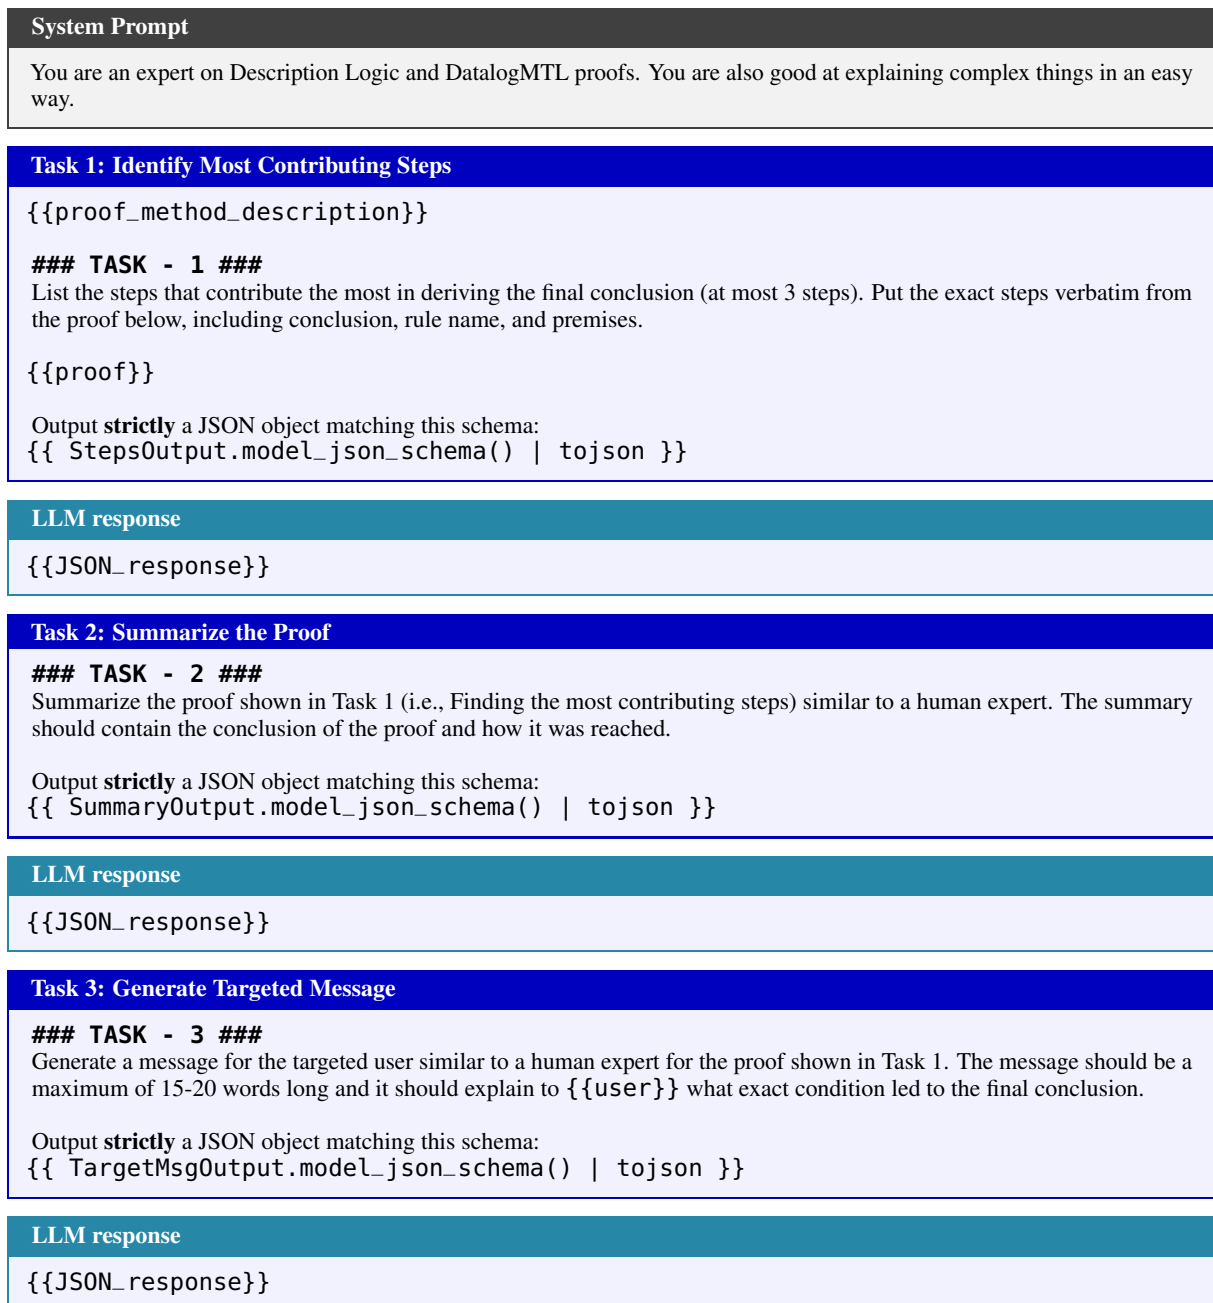 System Prompt
You are an expert on Description Logic and DatalogMTL proofs. You are also good at explaining complex things in an easy
way.
Task 1: Identify Most Contributing Steps
{{proof_method_description}}
### TASK - 1 ###
List the steps that contribute the most in deriving the final conclusion (at most 3 steps). Put the exact steps verbatim from
the proof below, including conclusion, rule name, and premises.
{{proof}}
Output strictly a JSON object matching this schema:
{{ StepsOutput.model_json_schema() | tojson }}
LLM response
{{JSON_response}}
Task 2: Summarize the Proof
### TASK - 2 ###
Summarize the proof shown in Task 1 (i.e., Finding the most contributing steps) similar to a human expert. The summary
should contain the conclusion of the proof and how it was reached.
Output strictly a JSON object matching this schema:
{{ SummaryOutput.model_json_schema() | tojson }}
LLM response
{{JSON_response}}
Task 3: Generate Targeted Message
### TASK - 3 ###
Generate a message for the targeted user similar to a human expert for the proof shown in Task 1. The message should be a
maximum of 15-20 words long and it should explain to {{user}} what exact condition led to the final conclusion.
Output strictly a JSON object matching this schema:
{{ TargetMsgOutput.model_json_schema() | tojson }}
LLM response
{{JSON_response}}